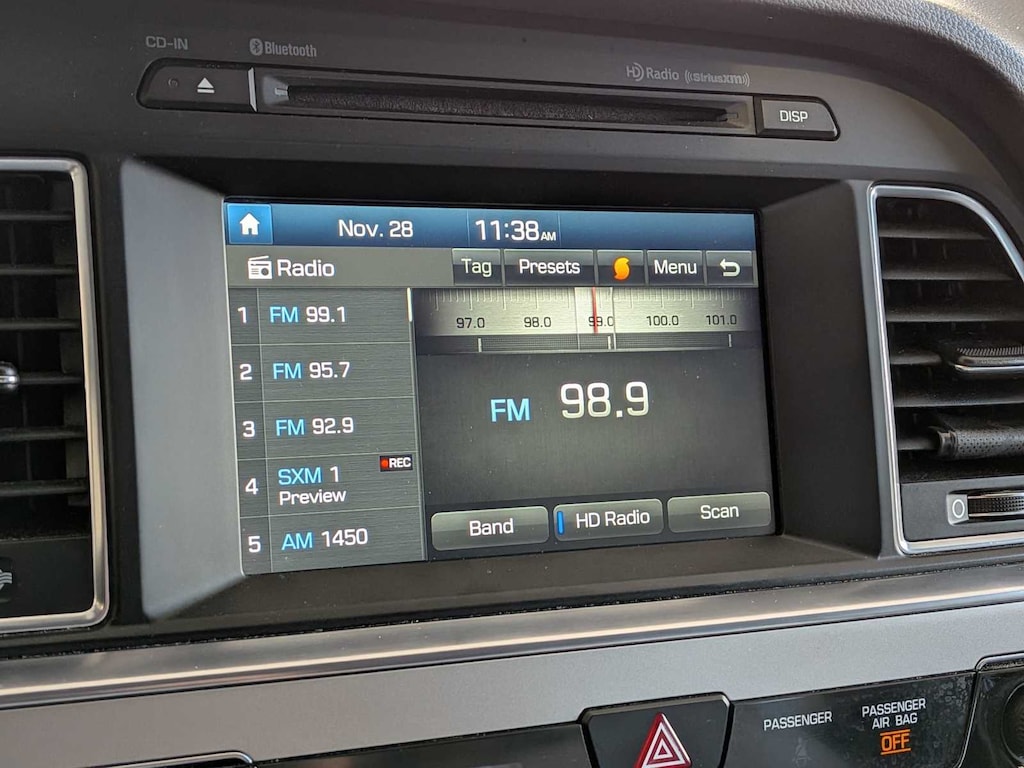 CD-IN
Bluetooth
HD Radio
((SiriusXM))
DISP
Nov. 28
11:38AM
Radio
Tag
Presets
Menu
1 FM 99.1
2 FM 95.7
3 FM 92.9
4 SXM 1
REC
Preview
5 AM 1450
97.0 98.0 99.0 100.0 101.0
FM 98.9
Band
HD Radio
Scan
PASSENGER
PASSENGER
AIR BAG
OFF